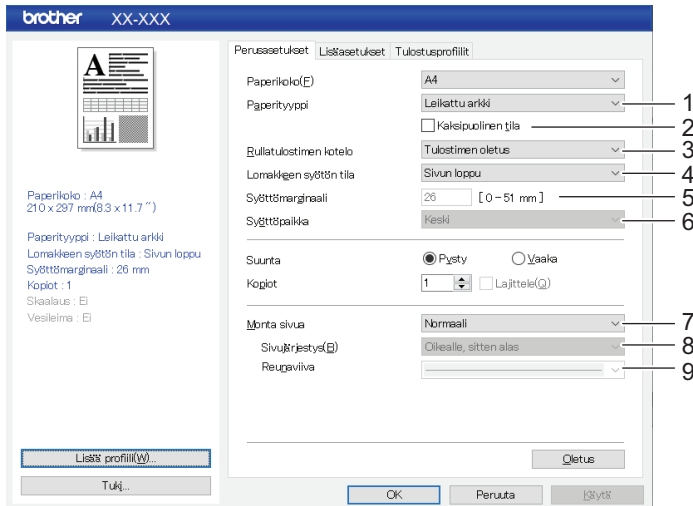 brother XX-XXX
Perusasetukset Lisäasetukset Tulostusprofiilit
Paperikoko(F) A4
Paperityyppi Leikattu arkki 1
Kaksipuolinen tila 2
Rullatulostimen kotelo Tulostimen oletus 3
Lomakkeen syötön tila Sivun loppu 4
Syöttömarginaali 26 [0-51 mm] 5
Syöttöpaikka Keski 6
Suunta Pysty Vaaka
Kopiot 1 Lajittele(Q)
Monta sivua Normaali 7
Sivujärjestys(B) Oikealle, sitten alas 8
Reunaviiva 9
Oletus
A
Paperikoko : A4
210 x 297 mm(8.3 x 11.7 ")
Paperityyppi : Leikattu arkki
Lomakkeen syötön tila : Sivun loppu
Syöttömarginaali : 26 mm
Kopiot : 1
Skaalaus : Ei
Vesileima : Ei
Lisää profiili(W)...
Tuki...
OK Peruuta Käytä